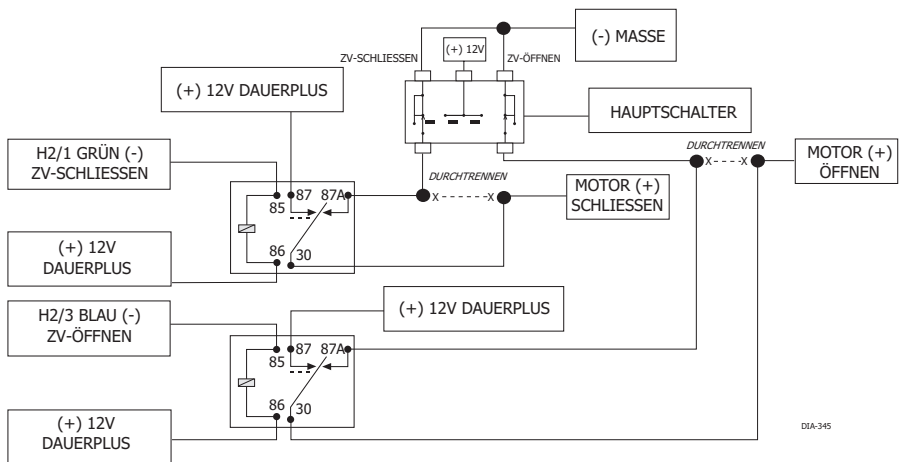 (-) MASSE
ZV-SCHLIESSEN
(+) 12V
ZV-ÖFFNEN
(+) 12V DAUERPLUS
HAUPTSCHALTER
H2/1 GRÜN (-)
ZV-SCHLIESSEN
DURCHTRENNEN
X - - - - - X
MOTOR (+)
ÖFFNEN
87 87A
85
DURCHTRENNEN
X - - - - - - X
MOTOR (+)
SCHLIESSEN
86 30
(+) 12V
DAUERPLUS
H2/3 BLAU (-)
ZV-ÖFFNEN
(+) 12V DAUERPLUS
87 87A
85
86 30
(+) 12V
DAUERPLUS
DIA-345